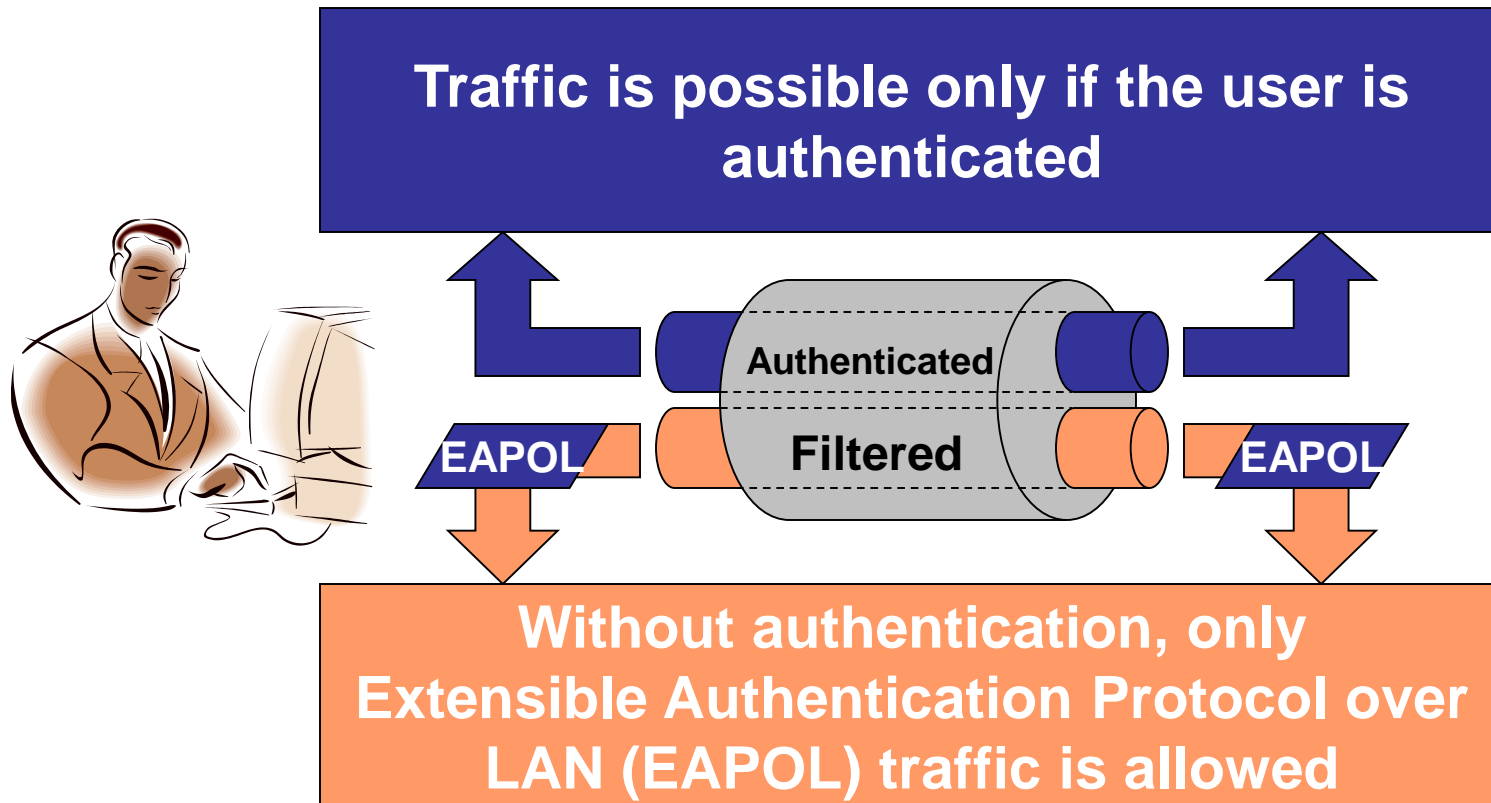 Traffic is possible only if the user is
authenticated
Authenticated
EAPOL
Filtered
EAPOL
Without authentication, only
Extensible Authentication Protocol over
LAN (EAPOL) traffic is allowed